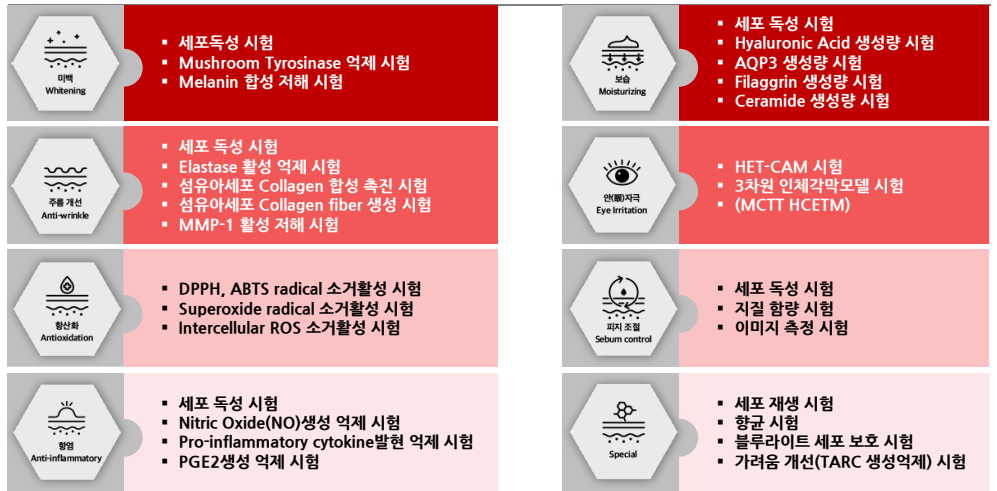 미백
Whitening
▪ 세포독성 시험
▪ Mushroom Tyrosinase 억제 시험
▪ Melanin 합성 저해 시험
주름 개선
Anti-wrinkle
▪ 세포 독성 시험
▪ Elastase 활성 억제 시험
▪ 섬유아세포 Collagen 합성 촉진 시험
▪ 섬유아세포 Collagen fiber 생성 시험
▪ MMP-1 활성 저해 시험
항산화
Antioxidation
▪ DPPH, ABTS radical 소거활성 시험
▪ Superoxide radical 소거활성 시험
▪ Intercellular ROS 소거활성 시험
항염
Anti-inflammatory
▪ 세포 독성 시험
▪ Nitric Oxide(NO)생성 억제 시험
▪ Pro-inflammatory cytokine발현 억제 시험
▪ PGE2생성 억제 시험
보습
Moisturizing
▪ 세포 독성 시험
▪ Hyaluronic Acid 생성량 시험
▪ AQP3 생성량 시험
▪ Filaggrin 생성량 시험
▪ Ceramide 생성량 시험
안(眼)자극
Eye Irritation
▪ HET-CAM 시험
▪ 3차원 인체각막모델 시험
▪ (MCTT HCETM)
피지 조절
Sebum control
▪ 세포 독성 시험
▪ 지질 함량 시험
▪ 이미지 측정 시험
Special
▪ 세포 재생 시험
▪ 향균 시험
▪ 블루라이트 세포 보호 시험
▪ 가려움 개선(TARC 생성억제) 시험